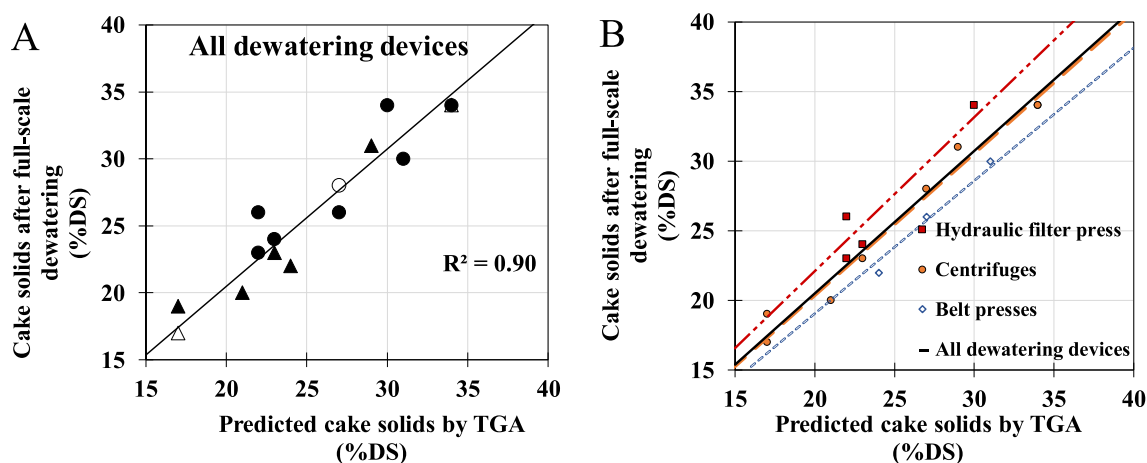 A
All dewatering devices
R² = 0.90
Cake solids after full-scale
dewatering
(%DS)
40
35
30
25
20
15
15 20 25 30 35 40
Predicted cake solids by TGA
(%DS)
B
Cake solids after full-scale
dewatering
(%DS)
40
35
30
25
20
15
Hydraulic filter press
Centrifuges
Belt presses
All dewatering devices
15 20 25 30 35 40
Predicted cake solids by TGA
(%DS)